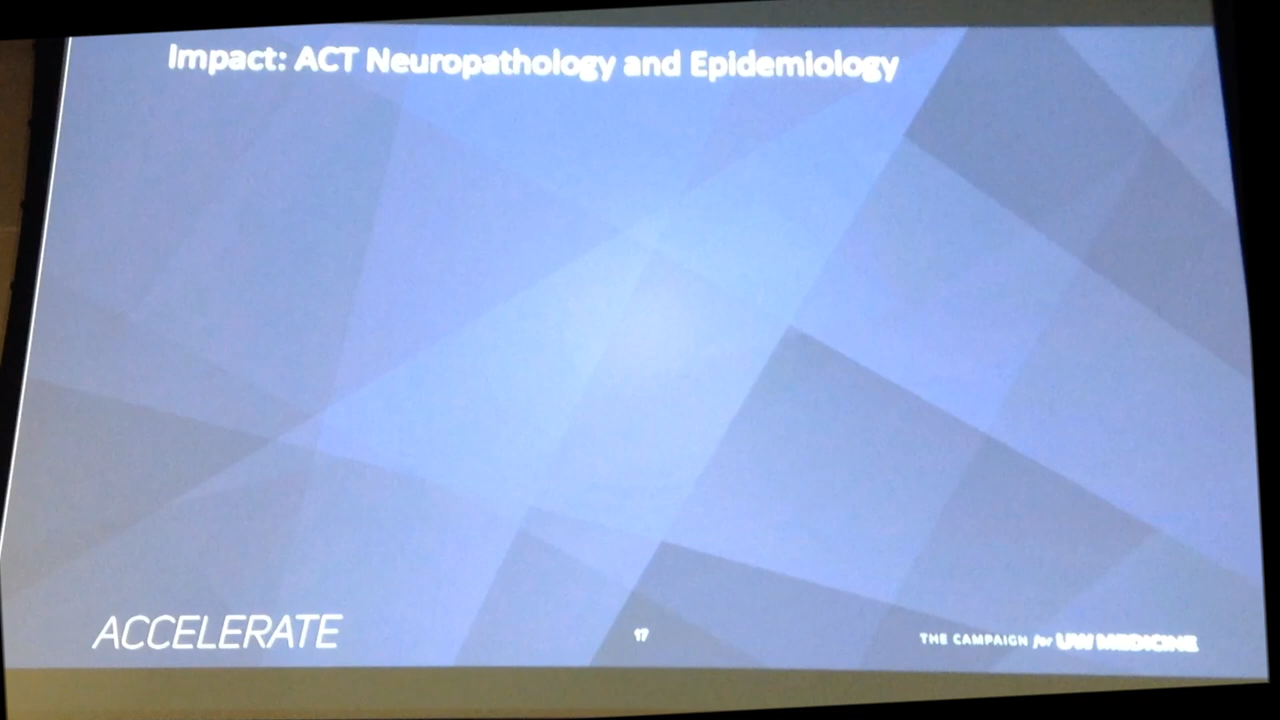 Impact: ACT Neuropathology and Epidemiology
ACCELERATE
17
THE CAMPAIGN for UW MEDICINE